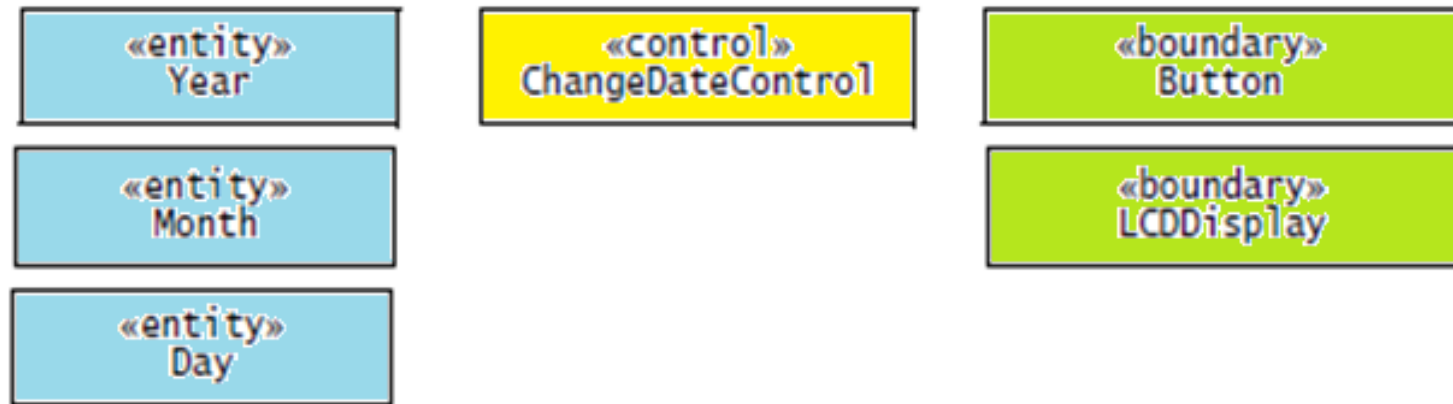 «entity»
Year
«control»
ChangeDateControl
«boundary»
Button
«entity»
Month
«boundary»
LCDDisplay
«entity»
Day